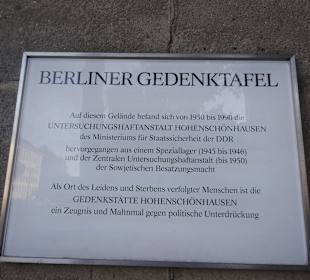 BERLINER GEDENKTAFEL
Auf diesem Gelände befand sich von 1950 bis 1990 die
UNTERSUCHUNGSHAFTANSTALT HOHENSCHÖNHAUSEN
des Ministeriums für Staatssicherheit der DDR
hervorgegangen aus einem Speziallager (1945 bis 1946)
und der Zentralen Untersuchungshaftanstalt (bis 1950)
der Sowjetischen Besatzungsmacht
Als Ort des Leidens und Sterbens verfolgter Menschen ist die
GEDENKSTÄTTE HOHENSCHÖNHAUSEN
ein Zeugnis und Mahnmal gegen politische Unterdrückung